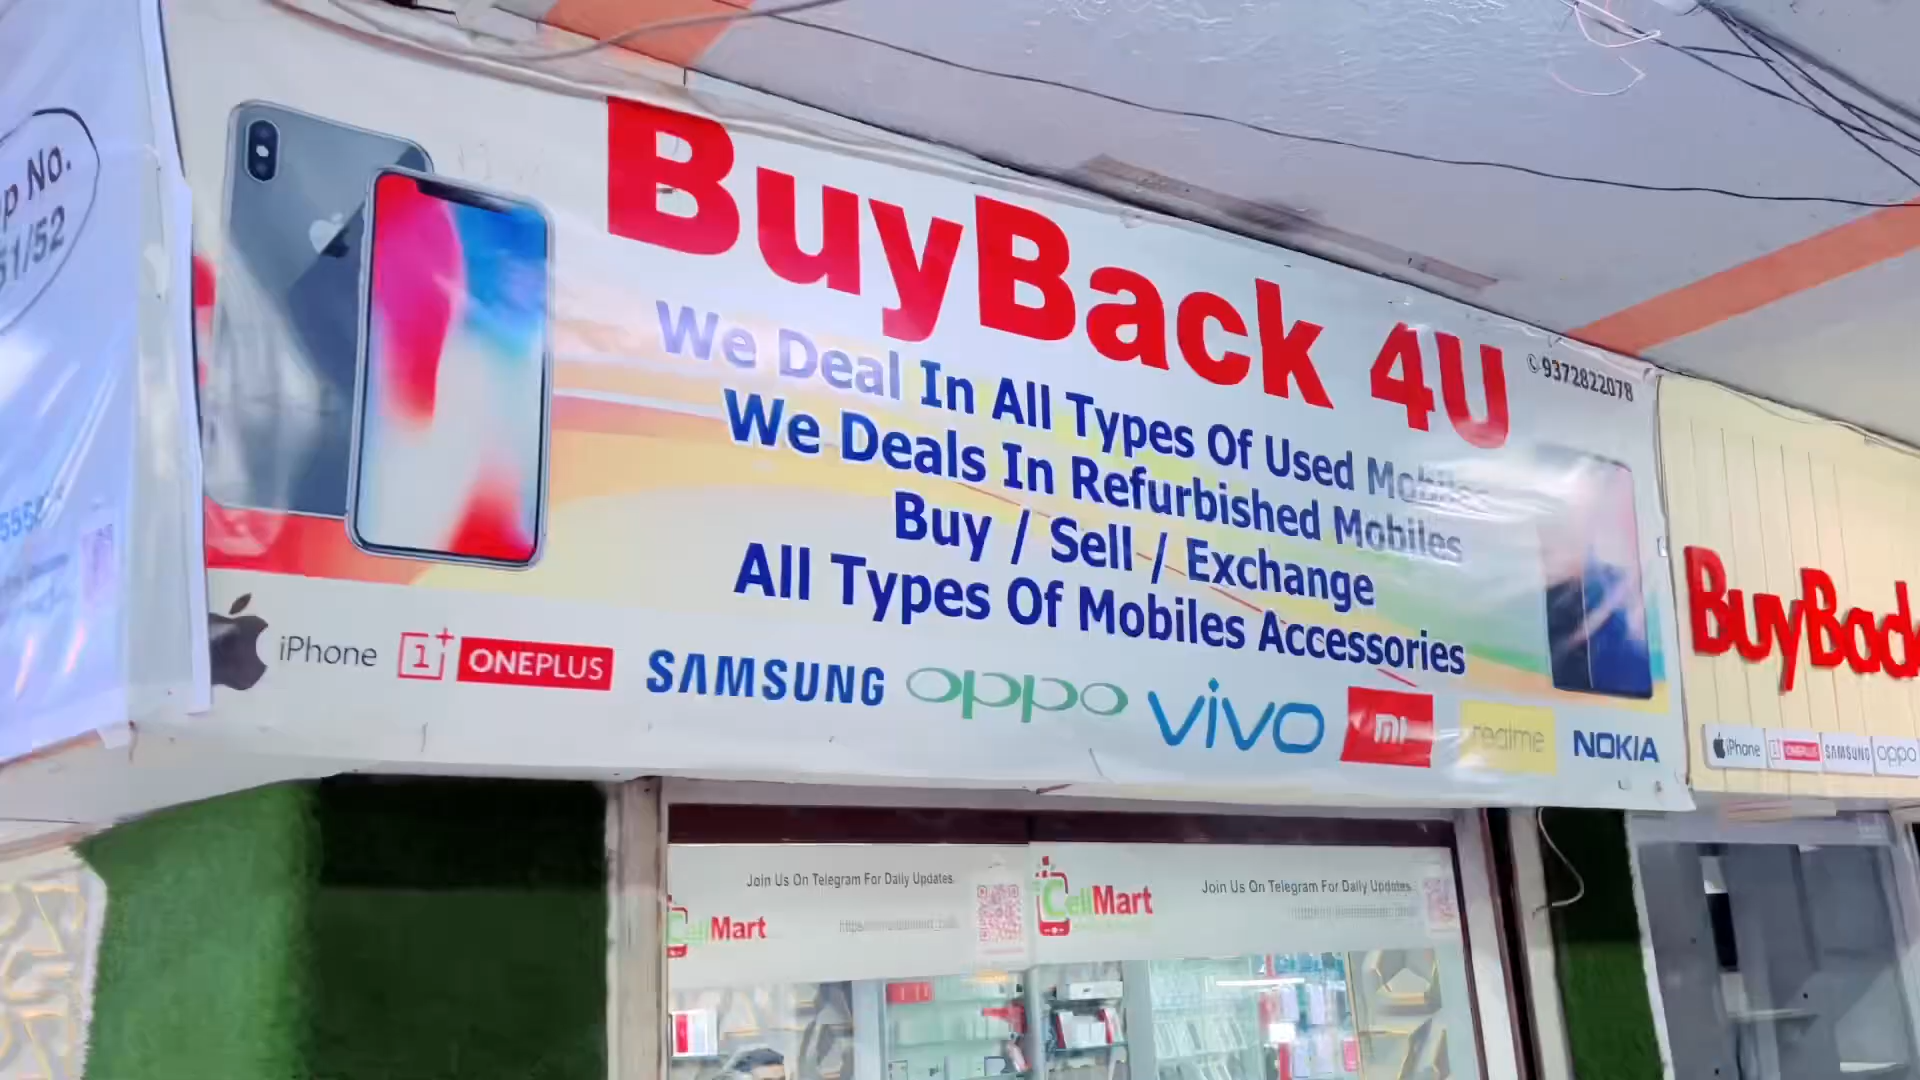 p No.
51/52
BuyBack 4U
9372822078
We Deal In All Types Of Used Mobiles
We Deals In Refurbished Mobiles
Buy / Sell / Exchange
All Types Of Mobiles Accessories
iPhone
1+ ONEPLUS
SAMSUNG
oppo
vivo
mi
realme
NOKIA
BuyBac
iPhone
ONEPLUS
SAMSUNG
oppo
Join Us On Telegram For Daily Updates.
CellMart
Join Us On Telegram For Daily Updates.
CellMart